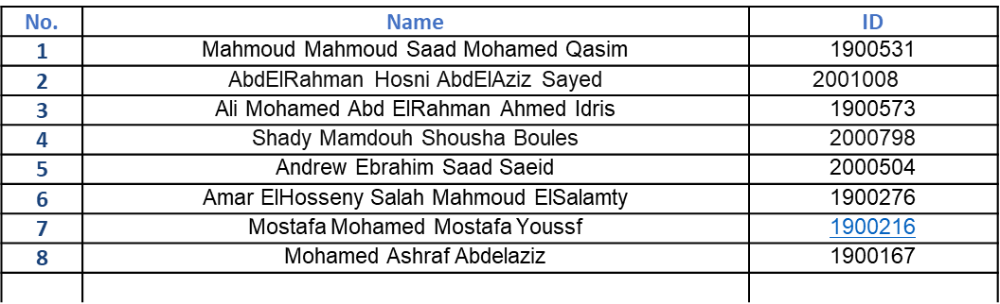 No. Name ID
1 Mahmoud Mahmoud Saad Mohamed Qasim 1900531
2 AbdElRahman Hosni AbdElAziz Sayed 2001008
3 Ali Mohamed Abd ElRahman Ahmed Idris 1900573
4 Shady Mamdouh Shousha Boules 2000798
5 Andrew Ebrahim Saad Saeid 2000504
6 Amar ElHosseny Salah Mahmoud ElSalamty 1900276
7 Mostafa Mohamed Mostafa Youssf 1900216
8 Mohamed Ashraf Abdelaziz 1900167